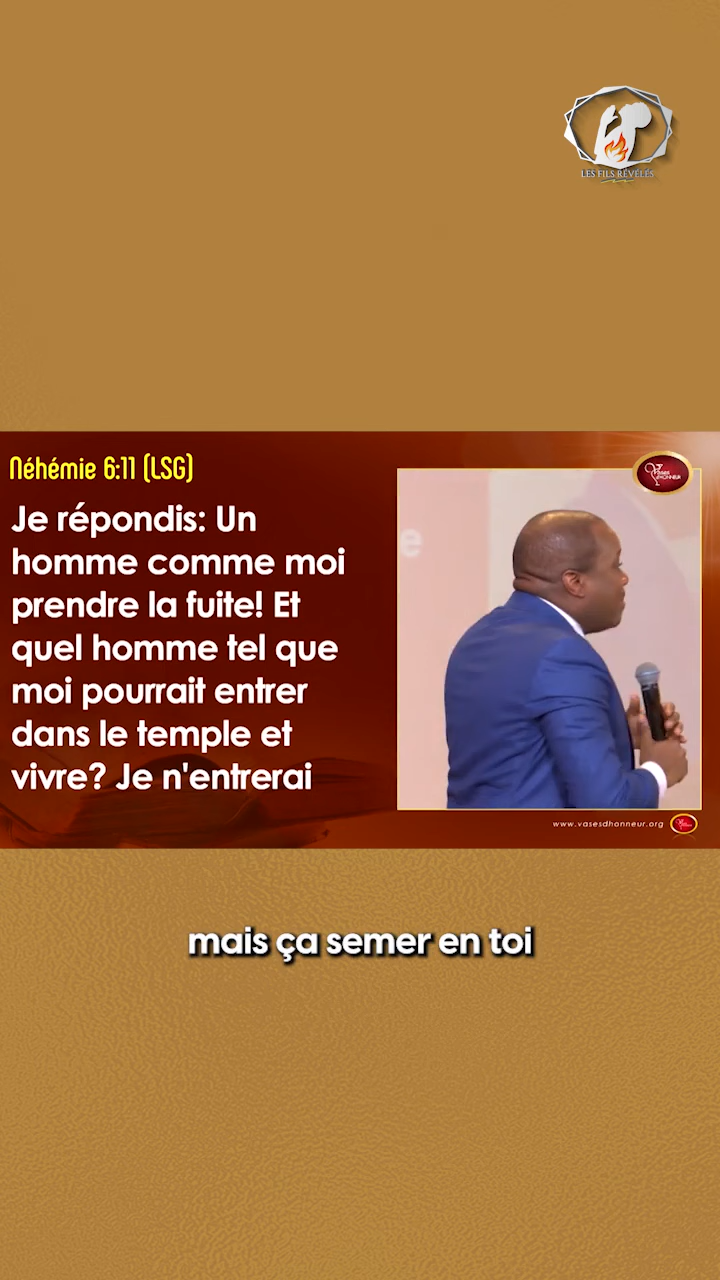 LES FILS RÉVÉLÉS
Néhémie 6:11 (LSG)
Je répondis: Un
homme comme moi
prendre la fuite! Et
quel homme tel que
moi pourrait entrer
dans le temple et
vivre? Je n'entrerai
Vases d'HONNEUR
e
www.vasesdhonneur.org
mais ça semer en toi